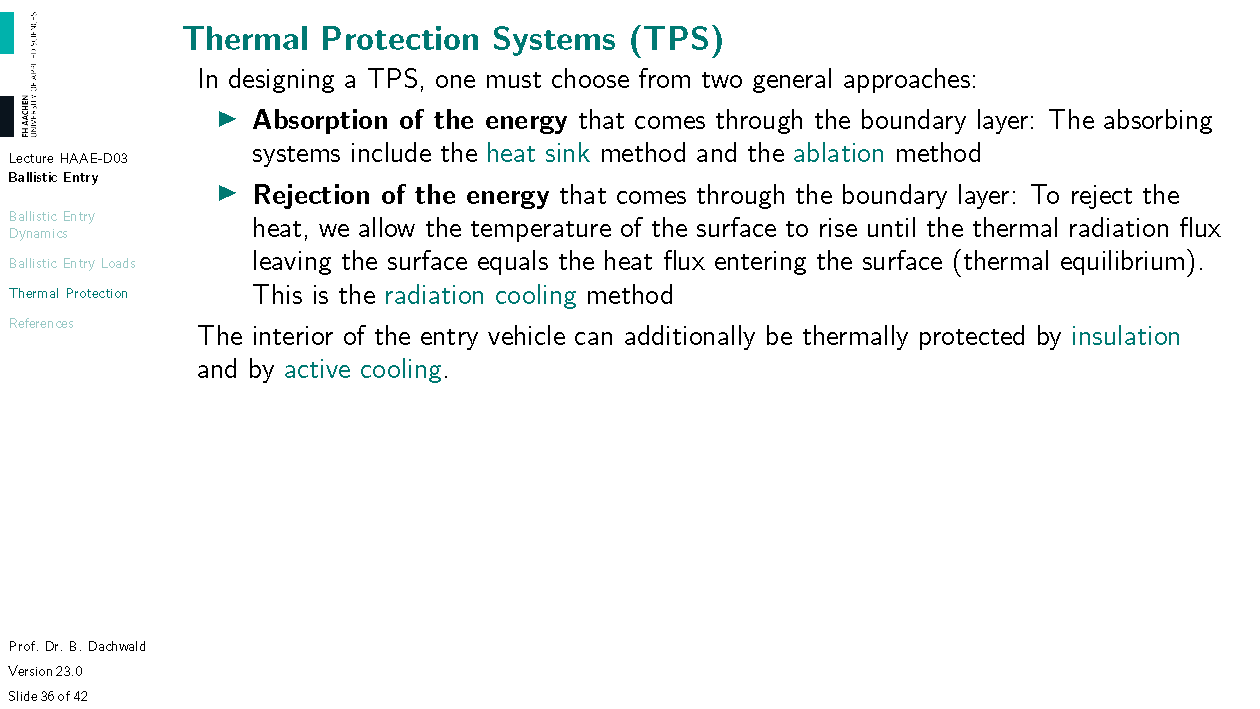 FH AACHEN
UNIVERSITY OF APPLIED SCIENCES
Lecture HAAE-D03
Ballistic Entry
Ballistic Entry
Dynamics
Ballistic Entry Loads
Thermal Protection
References
Prof. Dr. B. Dachwald
Version 23.0
Slide 36 of 42
Thermal Protection Systems (TPS)
In designing a TPS, one must choose from two general approaches:
▶ Absorption of the energy that comes through the boundary layer: The absorbing
systems include the heat sink method and the ablation method
▶ Rejection of the energy that comes through the boundary layer: To reject the
heat, we allow the temperature of the surface to rise until the thermal radiation flux
leaving the surface equals the heat flux entering the surface (thermal equilibrium).
This is the radiation cooling method
The interior of the entry vehicle can additionally be thermally protected by insulation
and by active cooling.